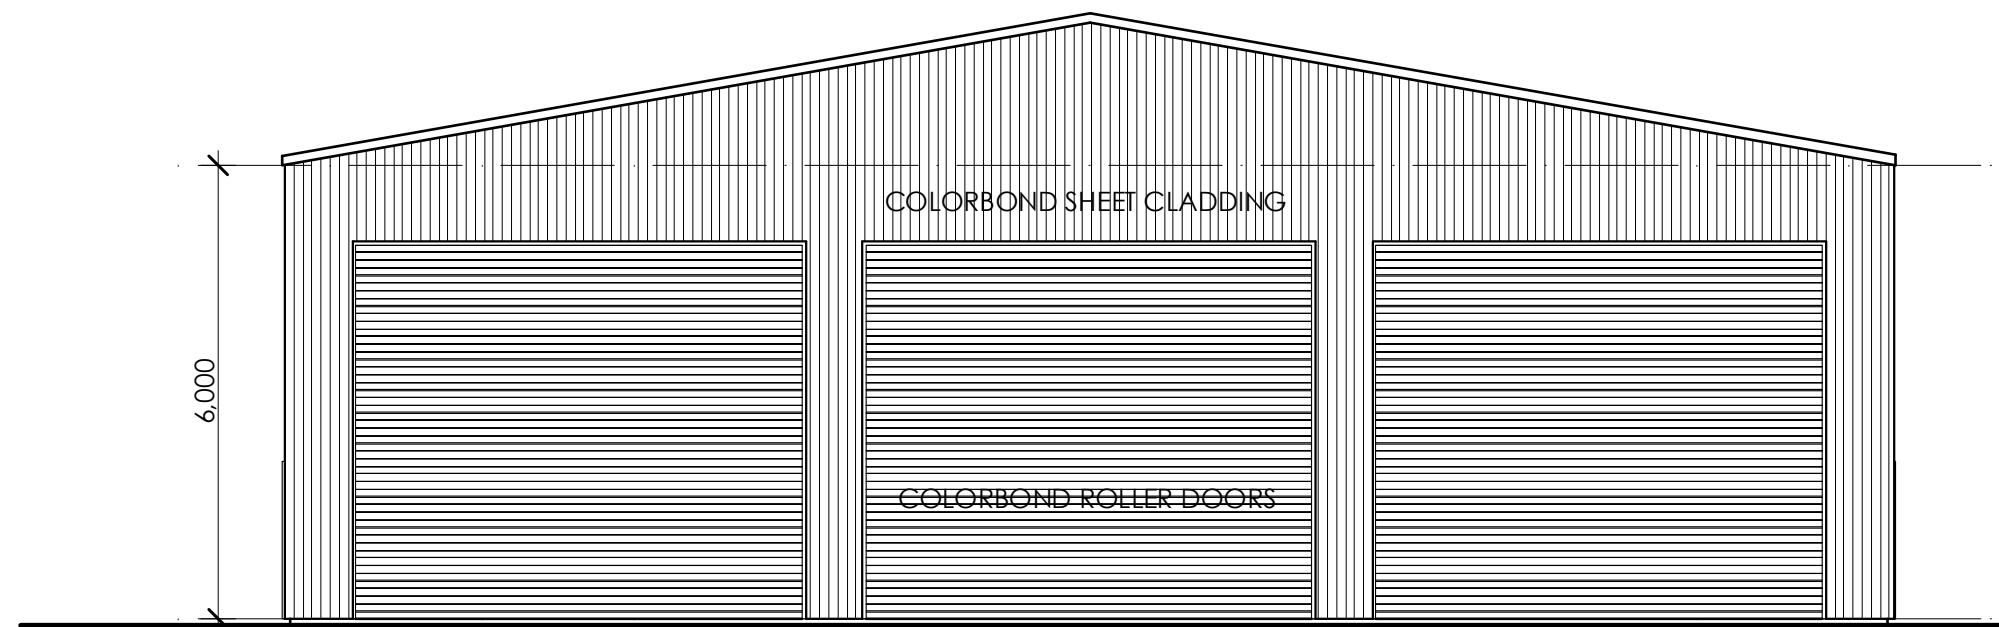 COLORBOND SHEET CLADDING
6,000
COLORBOND ROLLER DOORS